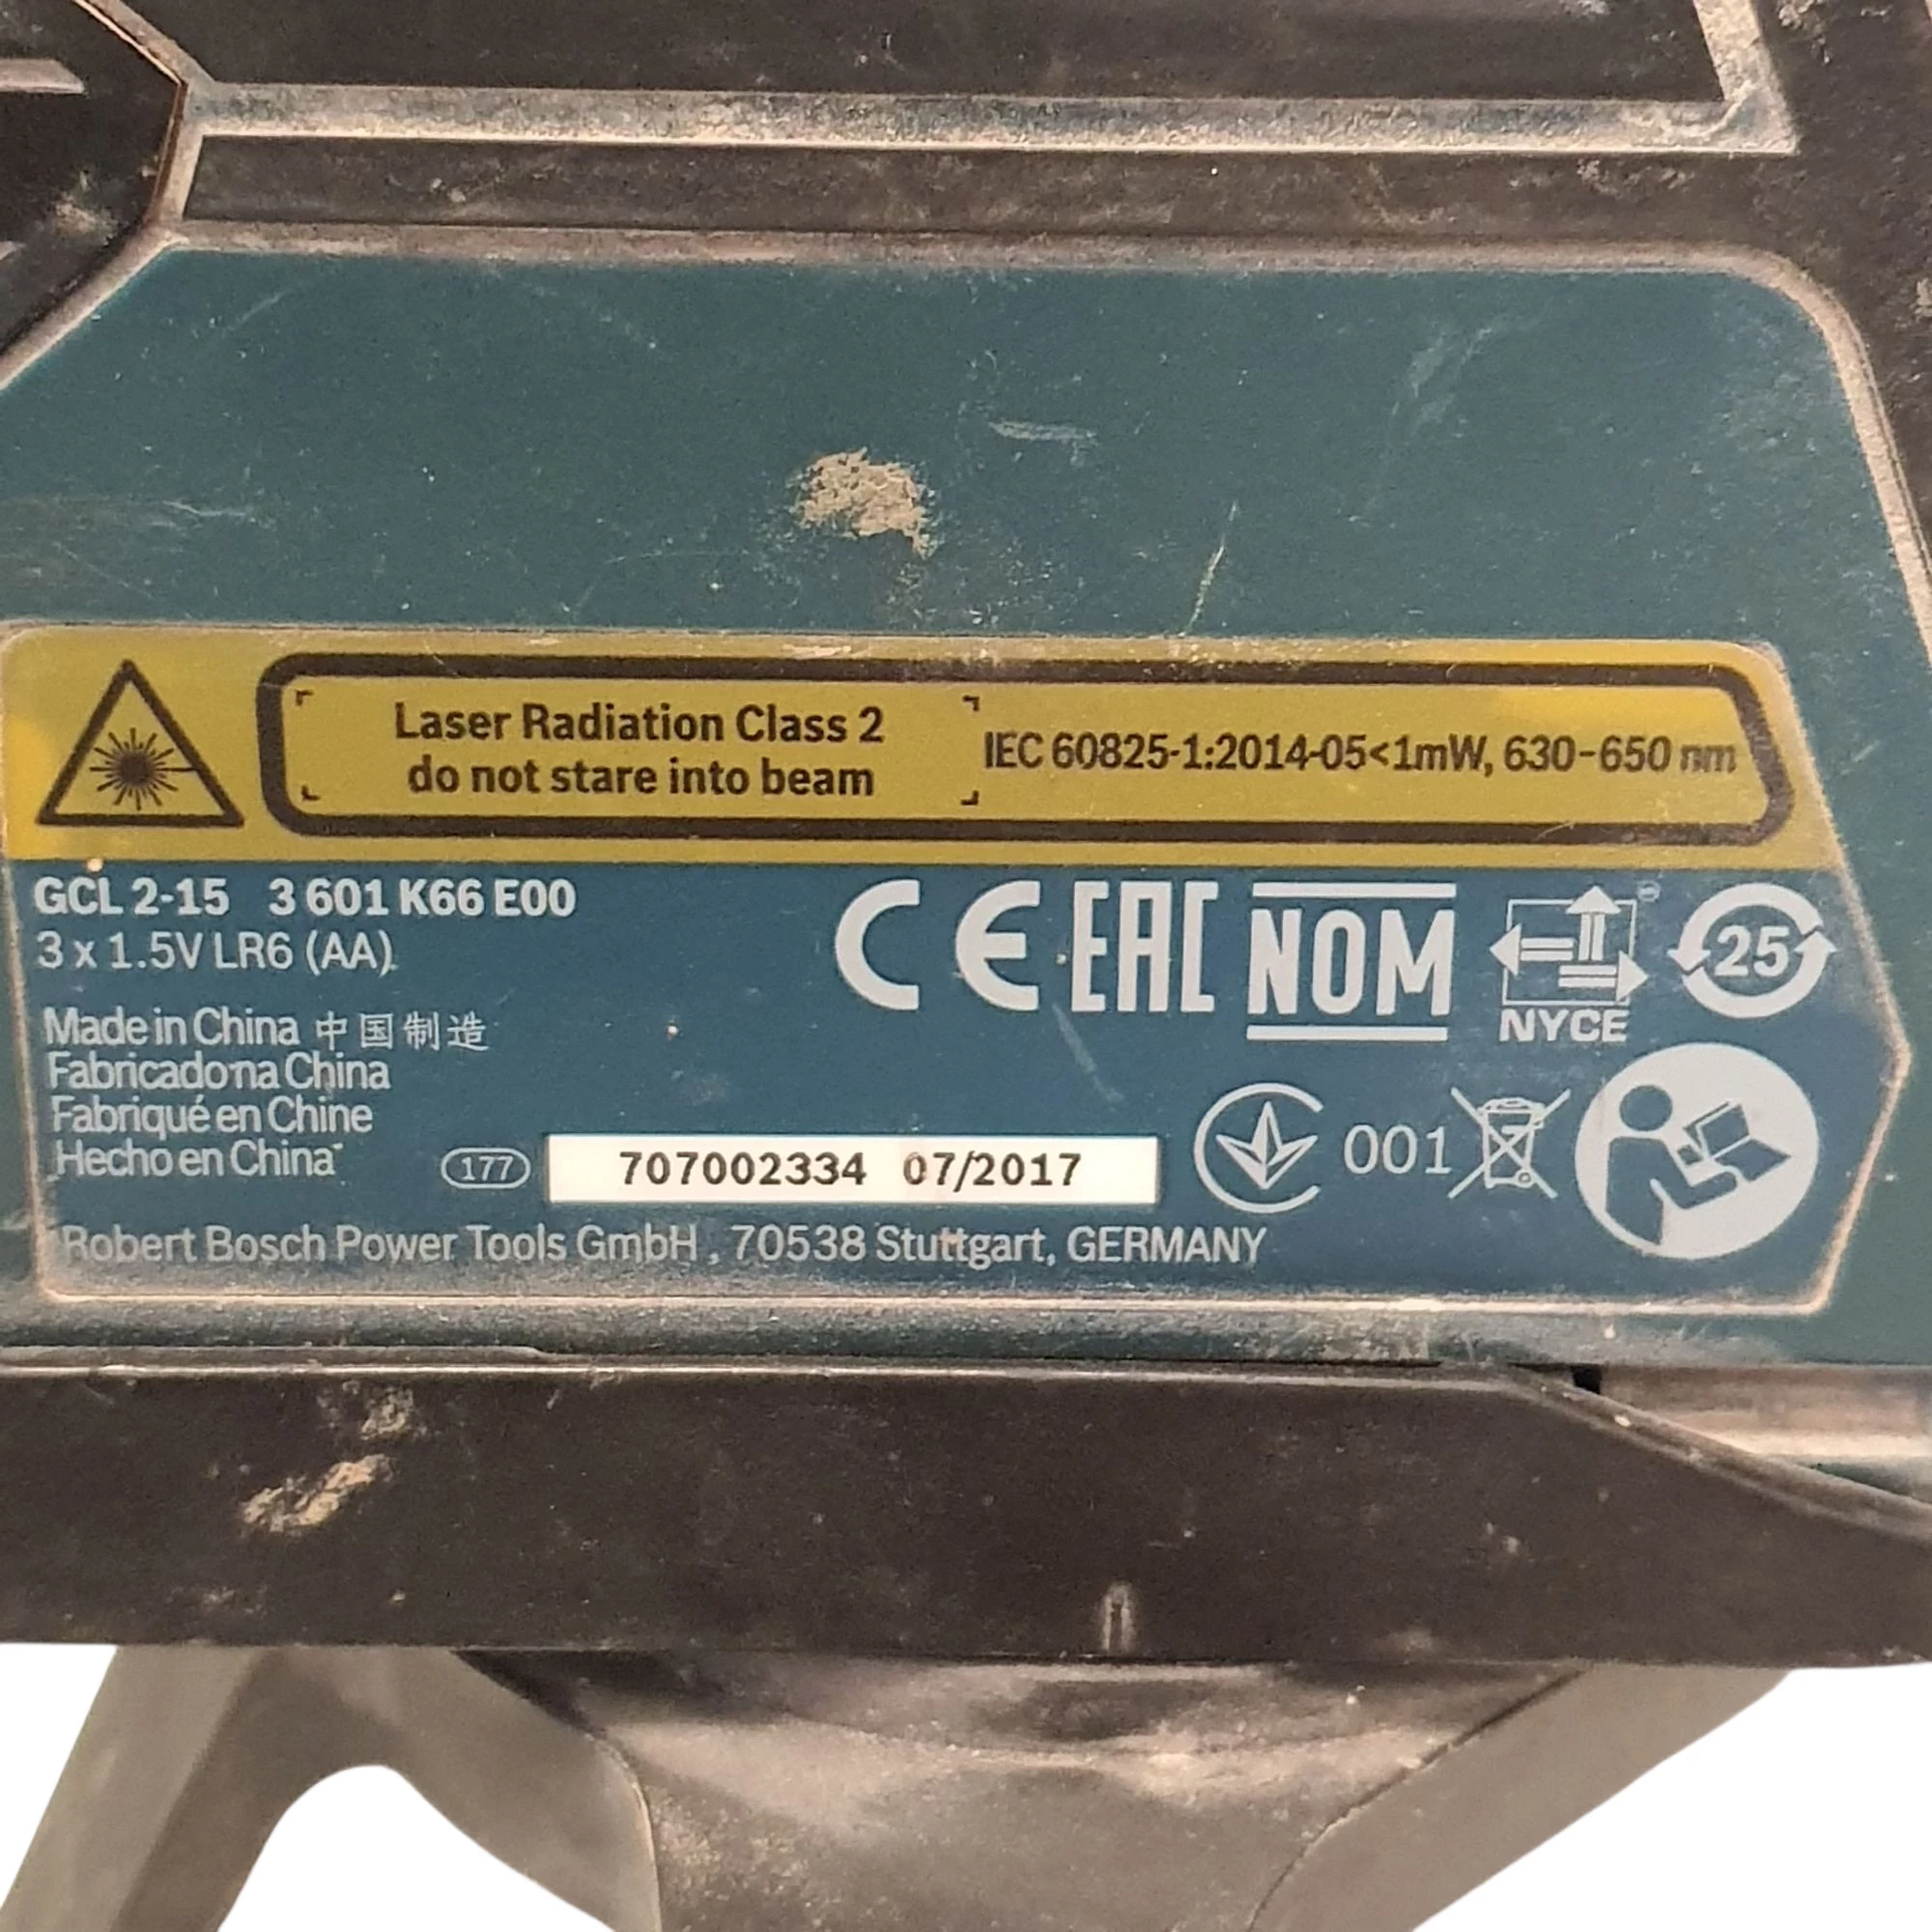 Laser Radiation Class 2
do not stare into beam
IEC 60825-1:2014-05<1mW, 630-650 nm
GCL 2-15 3 601 K66 E00
3 x 1.5V LR6 (AA)
CE EAC NOM
NYCE
25
Made in China 中国制造
Fabricado na China
Fabriqué en Chine
Hecho en China
177 707002334 07/2017
001
Robert Bosch Power Tools GmbH, 70538 Stuttgart, GERMANY